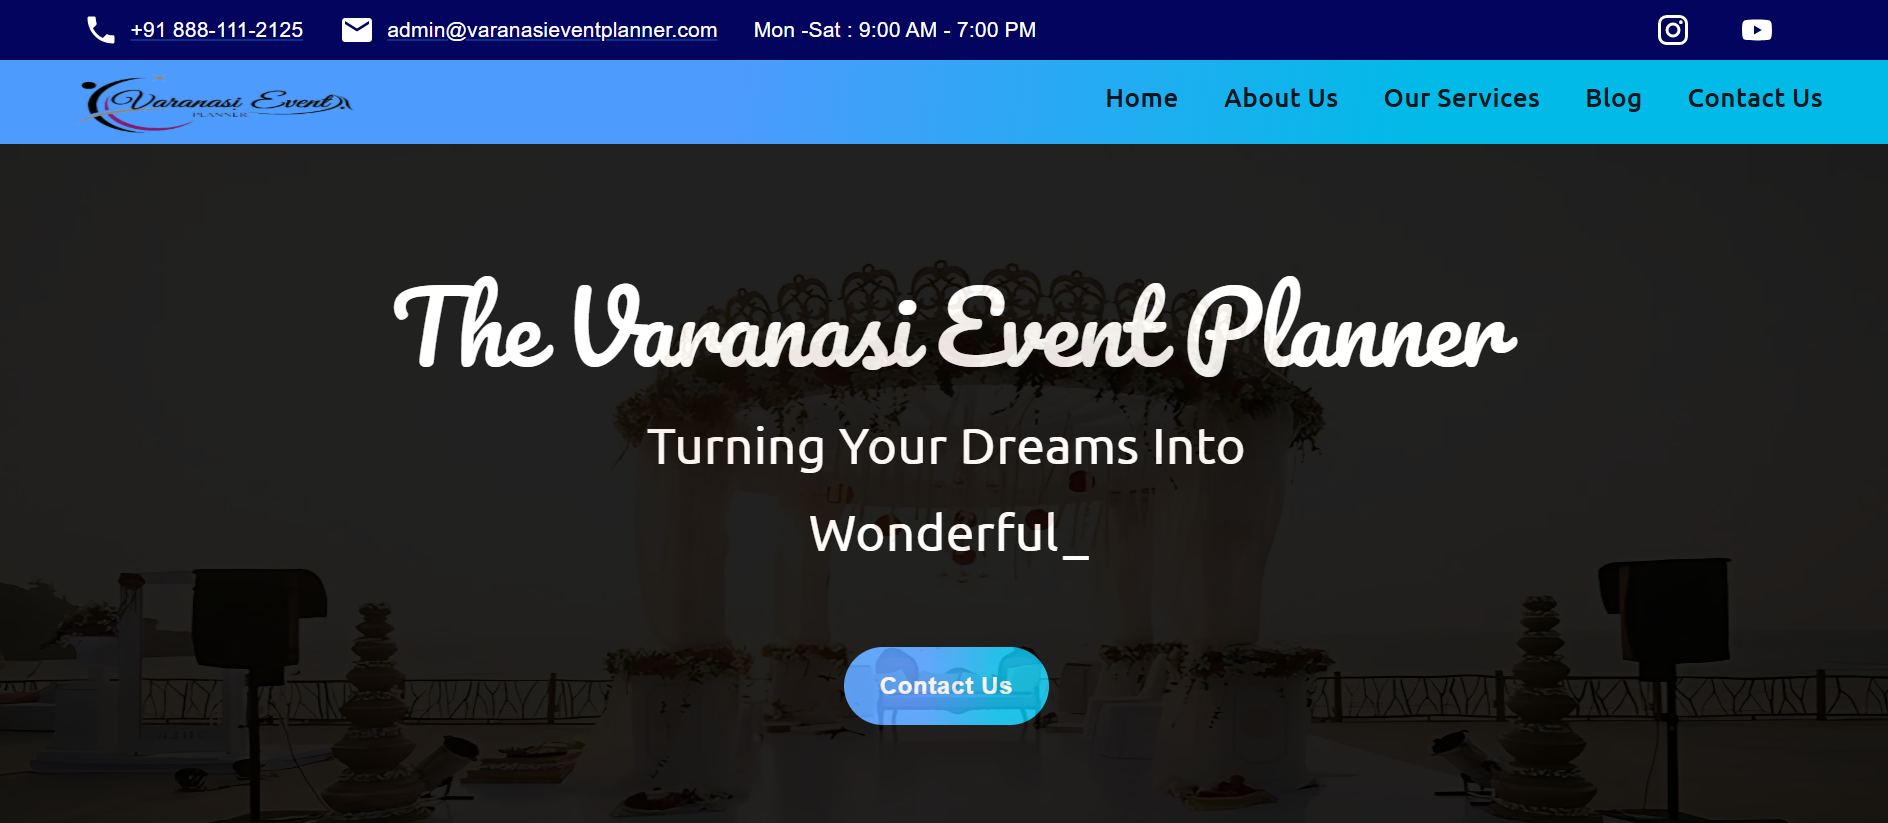 +91 888-111-2125 admin@varanasieventplanner.com Mon -Sat : 9:00 AM - 7:00 PM
Varanasi Event
PLANNER
Home About Us Our Services Blog Contact Us
The Varanasi Event Planner
Turning Your Dreams Into
Wonderful_
Contact Us